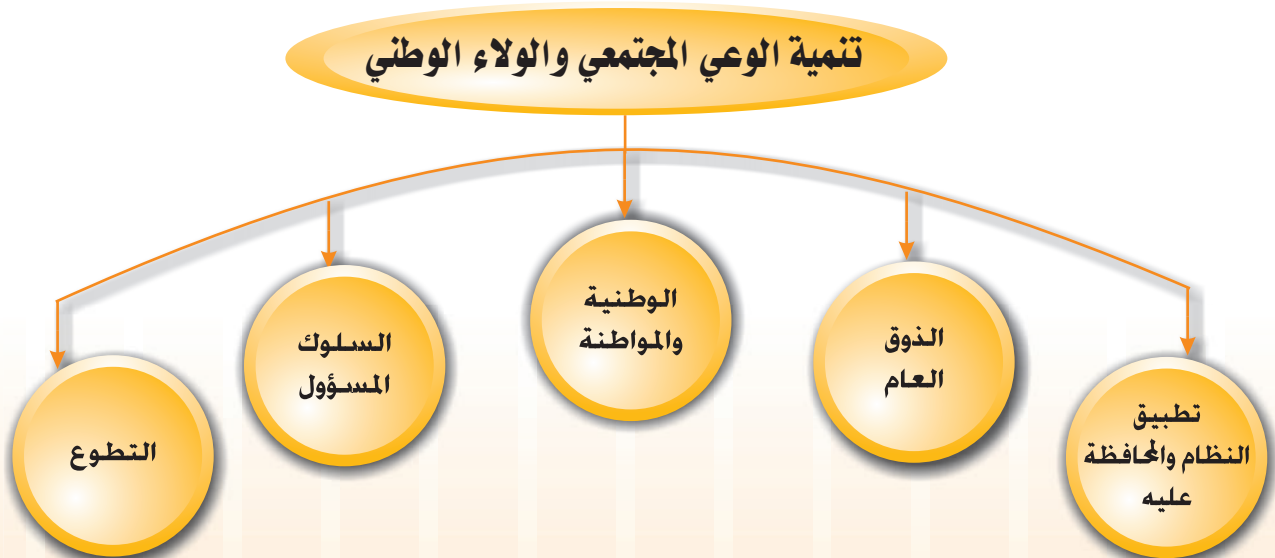 تنمية الوعي المجتمعي والولاء الوطني
تطبيق
النظام والمحافظة
عليه
الذوق
العام
الوطنية
والمواطنة
السلوك
المسؤول
التطوع